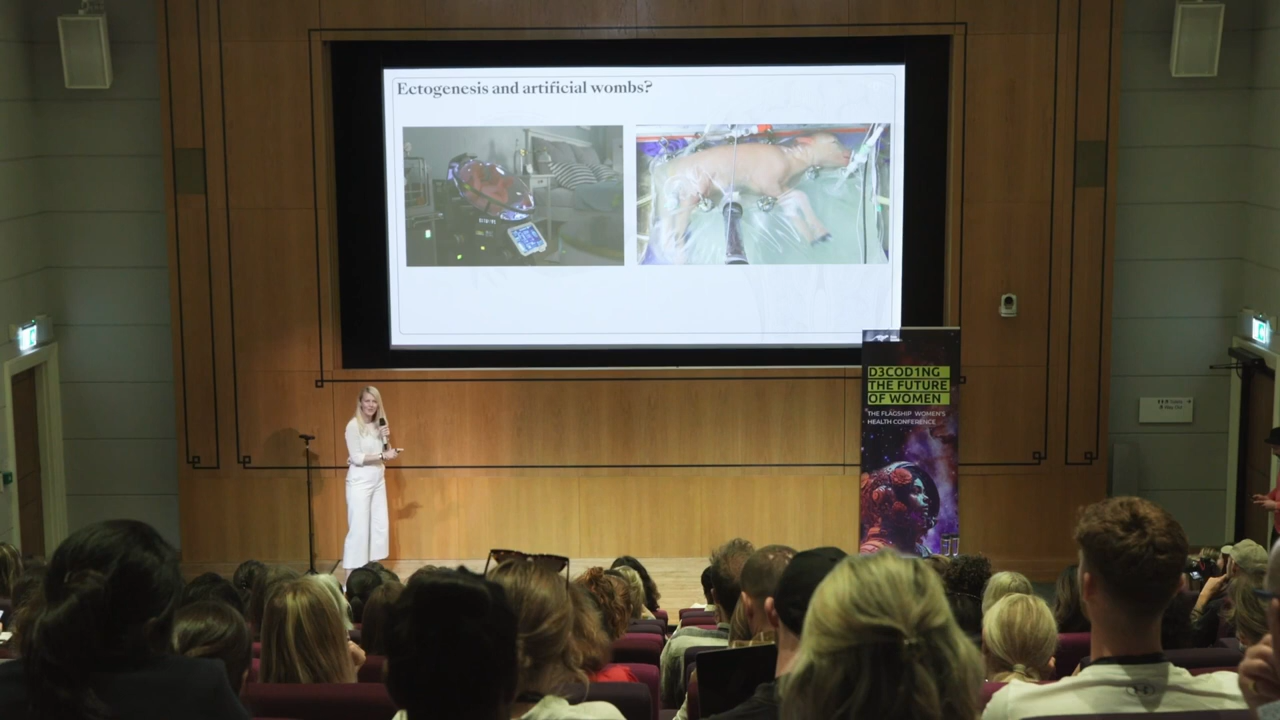 Ectogenesis and artificial wombs?
D3COD1NG
THE FUTURE
OF WOMEN
THE FLAGSHIP WOMEN'S
HEALTH CONFERENCE